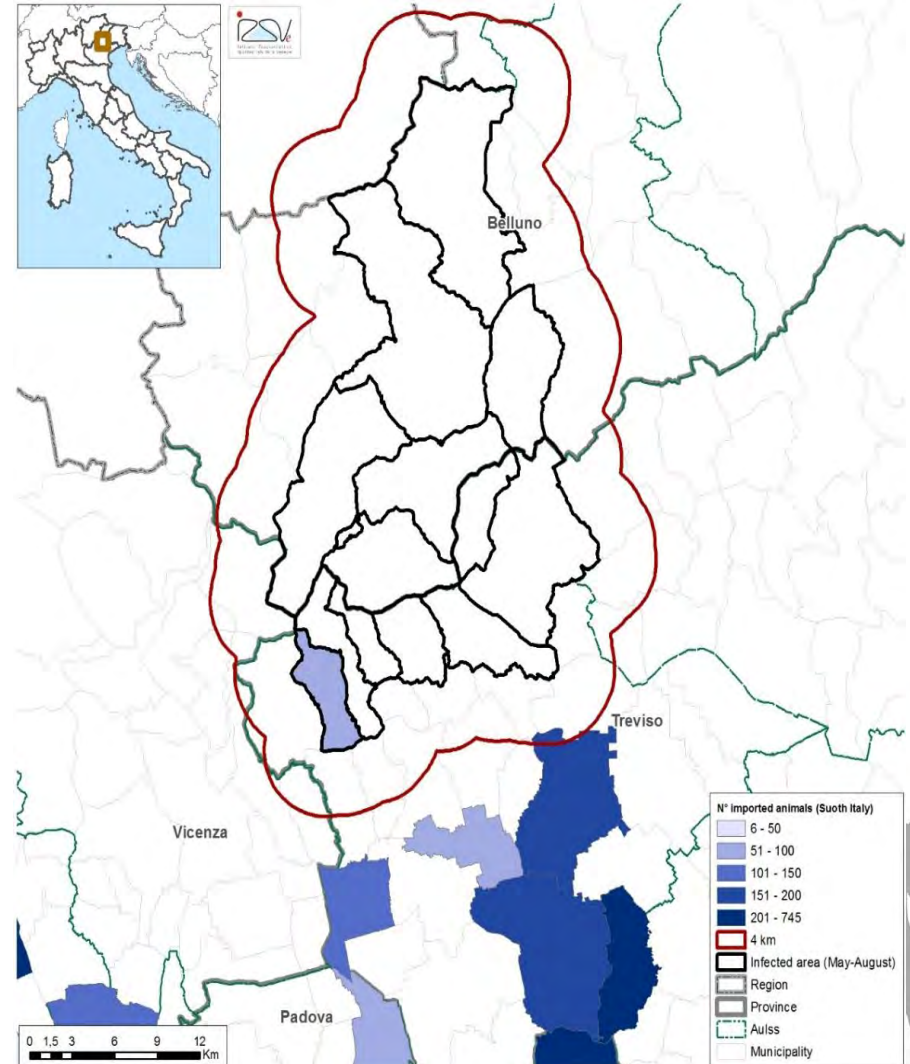 Belluno
Treviso
Vicenza
Padova
N° imported animals (Suoth Italy)
6 - 50
51 - 100
101 - 150
151 - 200
201 - 745
4 km
Infected area (May-August)
Region
Province
Aulss
Municipality
0 1,5 3 6 9 12
Km